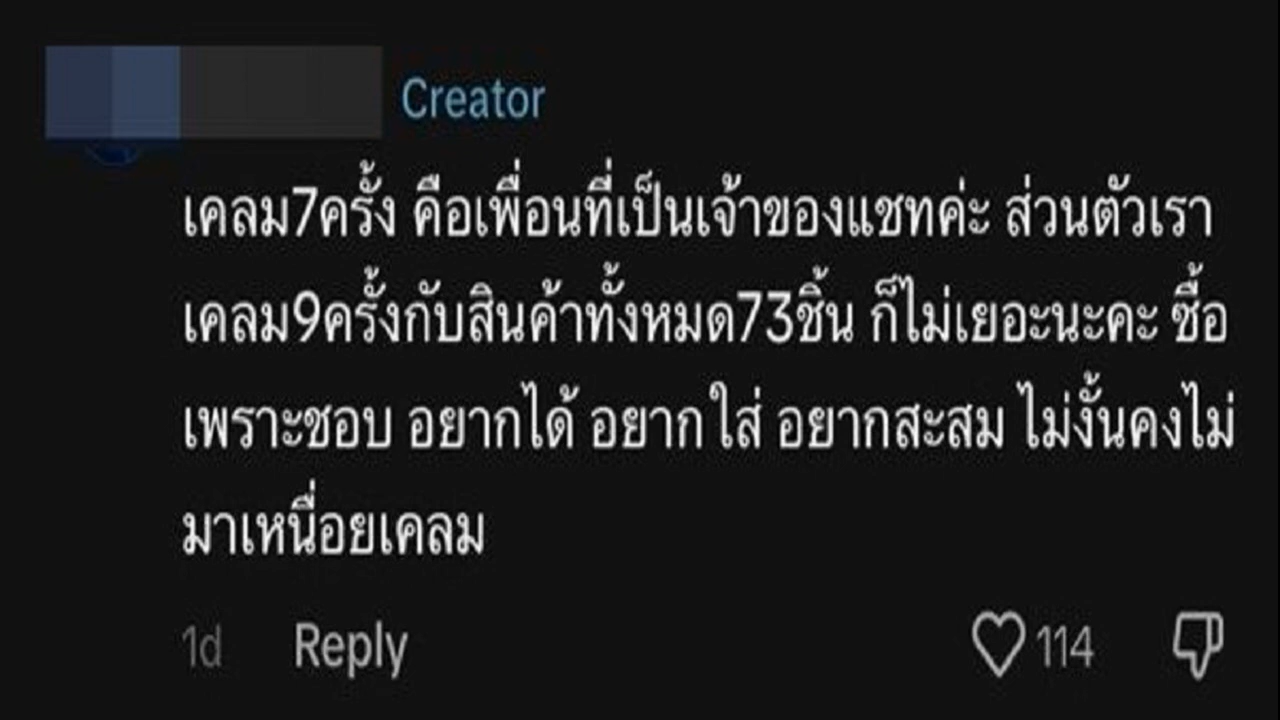 Creator
เคลม7ครั้ง คือเพื่อนที่เป็นเจ้าของแชทค่ะ ส่วนตัวเรา
เคลม9ครั้งกับสินค้าทั้งหมด73ชิ้น ก็ไม่เยอะนะคะ ซื้อ
เพราะชอบ อยากได้ อยากใส่ อยากสะสม ไม่งั้นคงไม่
มาเหนื่อยเคลม
1d Reply 114